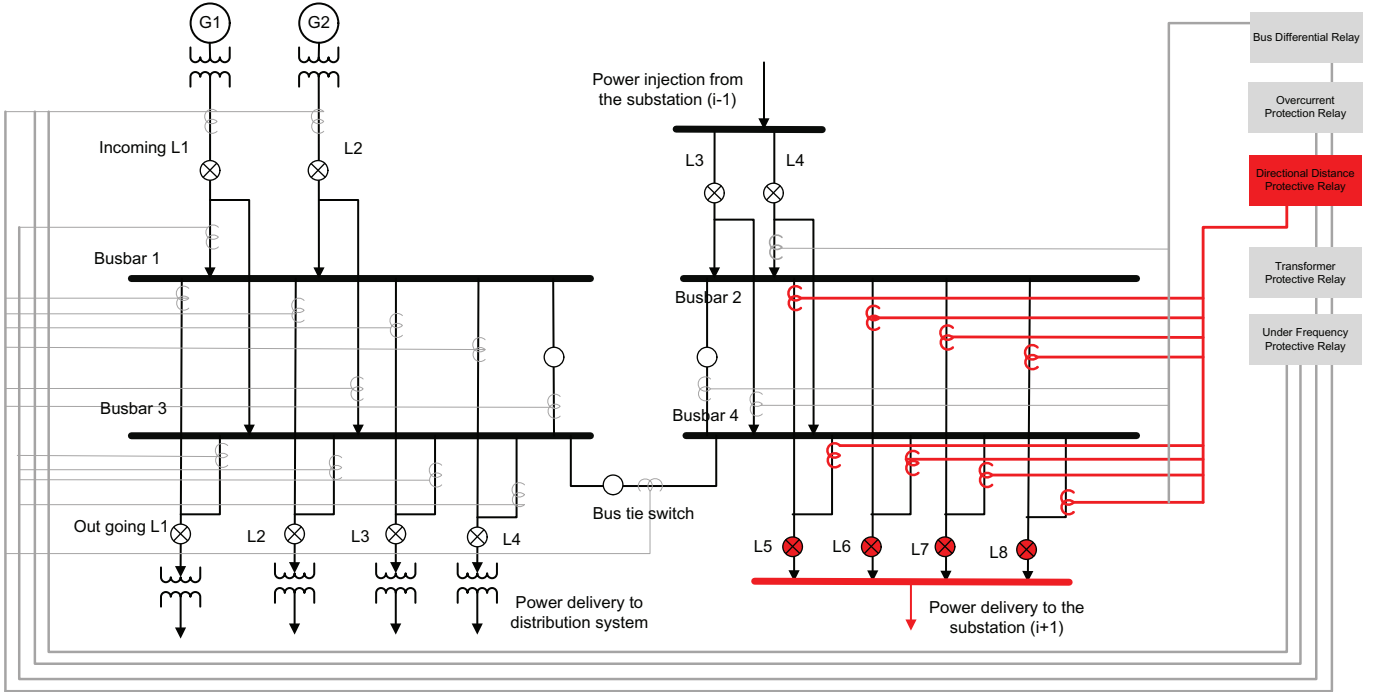 G1
G2
Bus Differential Relay
Power injection from
the substation (i-1)
Overcurrent
Protection Relay
Incoming L1
L2
L3
L4
Directional Distance
Protective Relay
Busbar 1
Transformer
Protective Relay
Busbar 2
Under Frequency
Protective Relay
Busbar 3
Busbar 4
Bus tie switch
Out going L1
L2
L3
L4
L5
L6
L7
L8
Power delivery to
distribution system
Power delivery to the
substation (i+1)